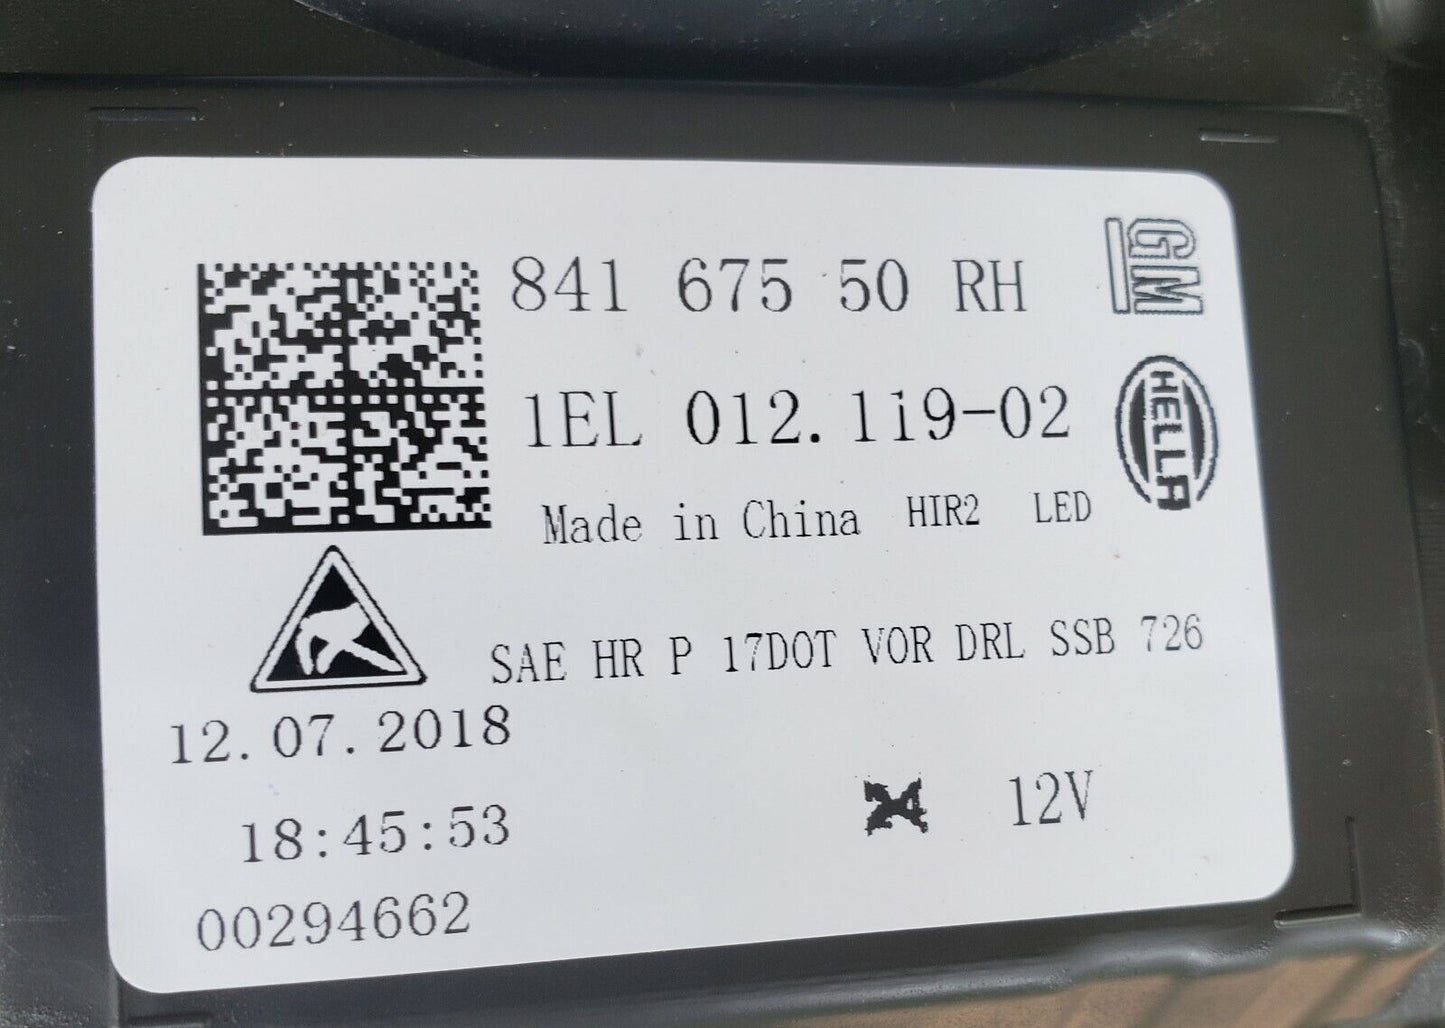 841 675 50 RH
GM
1EL 012.119-02
HELLA
Made in China HIR2 LED
SAE HR P 17DOT VOR DRL SSB 726
12.07.2018
18:45:53
12V
00294662